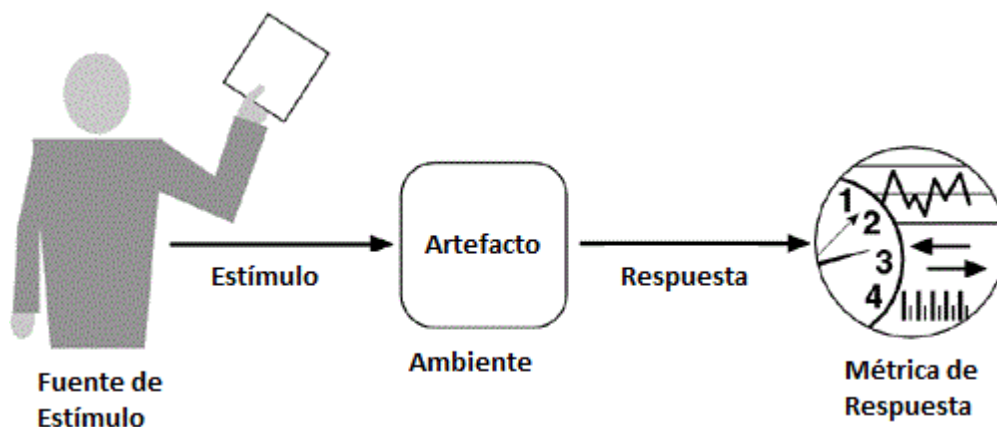 Fuente de
Estímulo
Estímulo
Artefacto
Ambiente
Respuesta
1
2
3
4
Métrica de
Respuesta